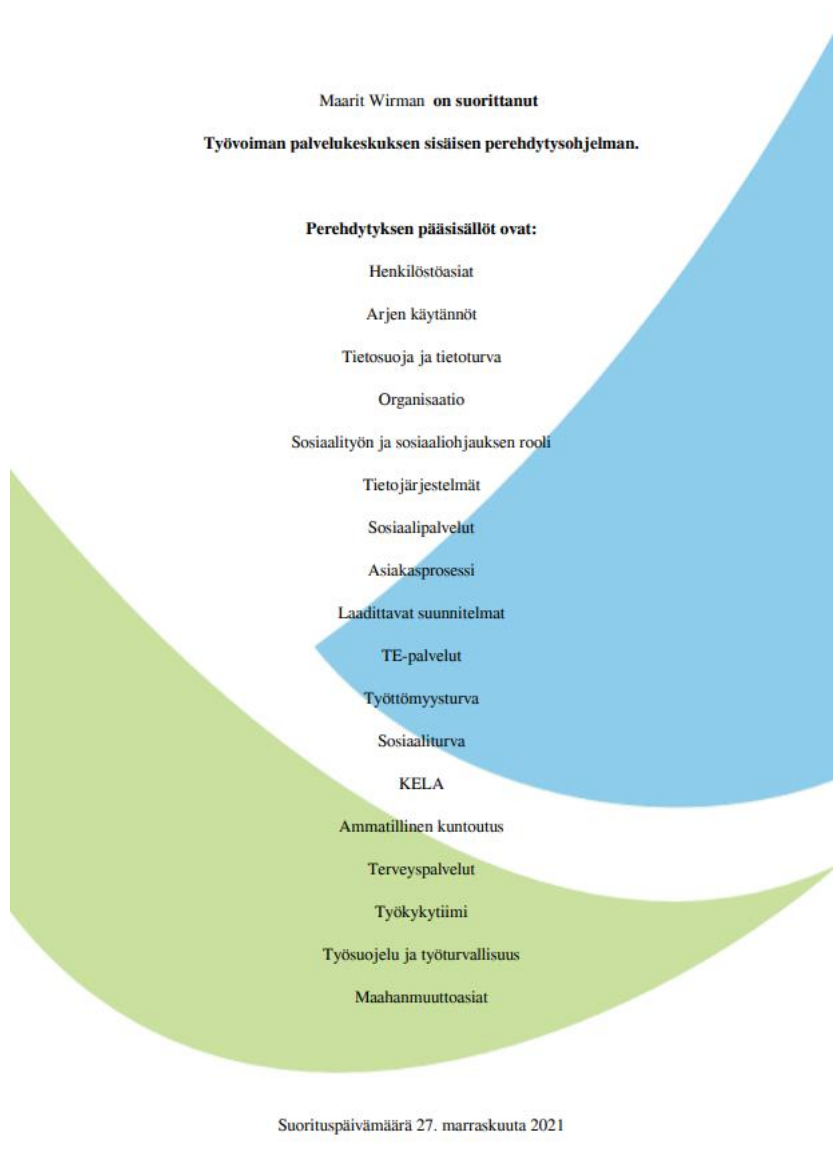 Maarit Wirman on suorittanut
Työvoiman palvelukeskuksen sisäisen perehdytysohjelman.
Perehdytyksen pääsisällöt ovat:
Henkilöstöasiat
Arjen käytännöt
Tietosuoja ja tietoturva
Organisaatio
Sosiaalityön ja sosiaaliohjauksen rooli
Tietojärjestelmät
Sosiaalipalvelut
Asiakasprosessi
Laadittavat suunnitelmat
TE-palvelut
Työttömyysturva
Sosiaaliturva
KELA
Ammatillinen kuntoutus
Terveyspalvelut
Työkykytiimi
Työsuojelu ja työturvallisuus
Maahanmuuttoasiat
Suorituspäivämäärä 27. marraskuuta 2021